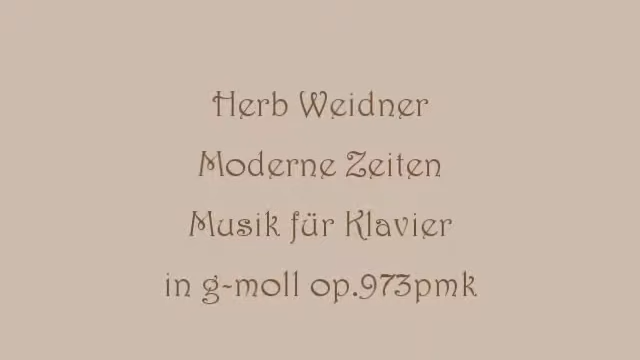 Herb Weidner
Moderne Zeiten
Musik für Klavier
in g-moll op.973pmk